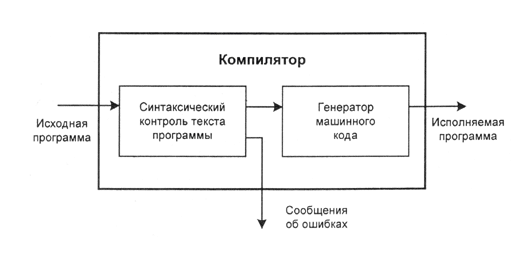 Компилятор
Исходная
программа
Синтаксический
контроль текста
программы
Генератор
машинного
кода
Исполняемая
программа
Сообщения
об ошибках